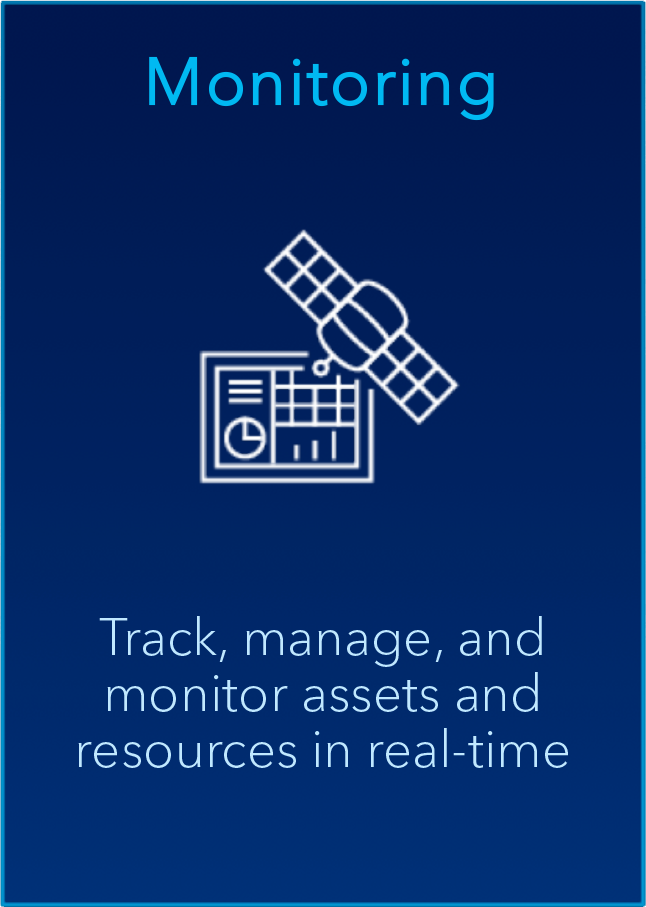 Monitoring
Track, manage, and
monitor assets and
resources in real-time